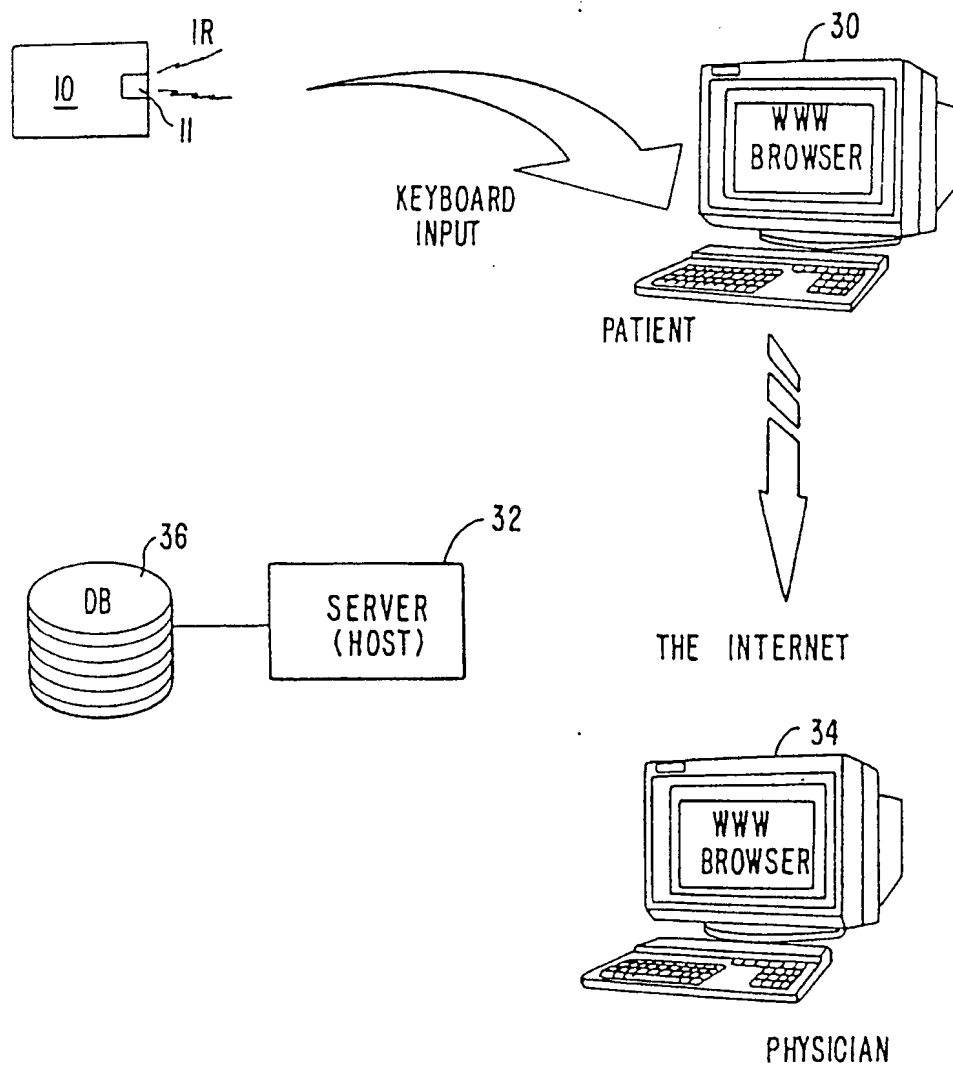 IR
30
10
11
WWW
BROWSER
KEYBOARD
INPUT
PATIENT
36
32
DB
SERVER
(HOST)
THE INTERNET
34
WWW
BROWSER
PHYSICIAN